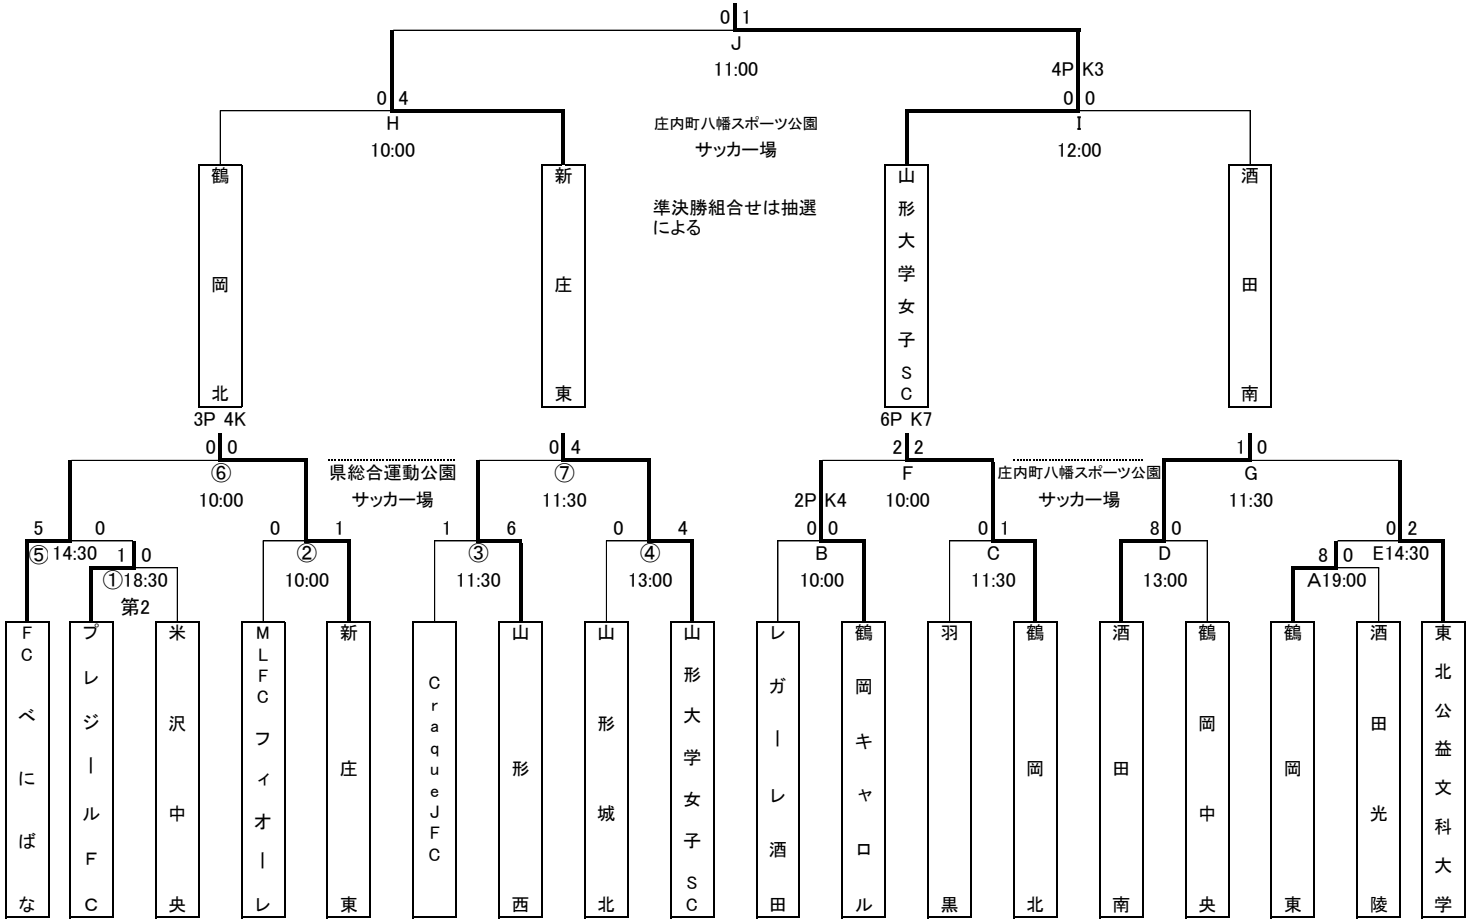 0 1
J
11:00
4P K3
0 4
0 0
H
庄内町八幡スポーツ公園
I
10:00
サッカー場
12:00
鶴岡北
新庄東
山形大学女子SC
酒田南
準決勝組合せは抽選
による
3P 4K
6P K7
0 0
0 4
2 2
1 0
⑥
県総合運動公園
⑦
F
庄内町八幡スポーツ公園
G
10:00
サッカー場
11:30
2P K4
10:00
サッカー場
11:30
5 0
0 1
1 6
0 4
0 0
0 1
8 0
0 2
⑤ 14:30
1 0
②
③
④
B
C
D
8 0
E14:30
①18:30
10:00
11:30
13:00
10:00
11:30
13:00
A19:00
第2
FCべにばな
プレジールFC
米沢中央
MLFCフィオーレ
新庄東
CraqueJFC
山形西
山形城北
山形大学女子SC
レガーレ酒田
鶴岡キャロル
羽黒
鶴岡北
酒田南
鶴岡中央
鶴岡東
酒田光陵
東北公益文科大学